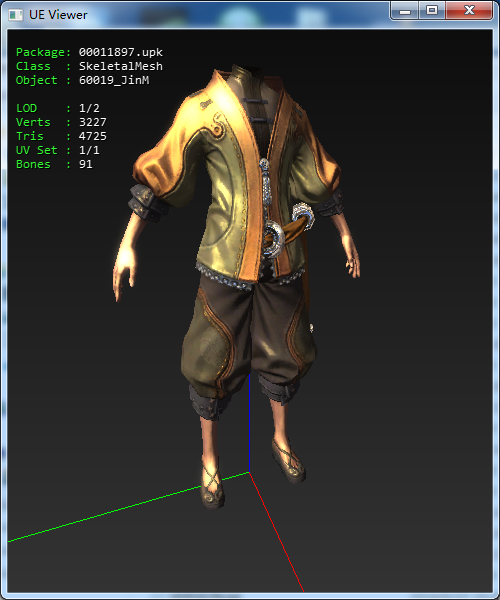 UE Viewer
Package: 00011897.upk
Class : SkeletalMesh
Object : 60019_JinM
LOD : 1/2
Verts : 3227
Tris : 4725
UV Set : 1/1
Bones : 91